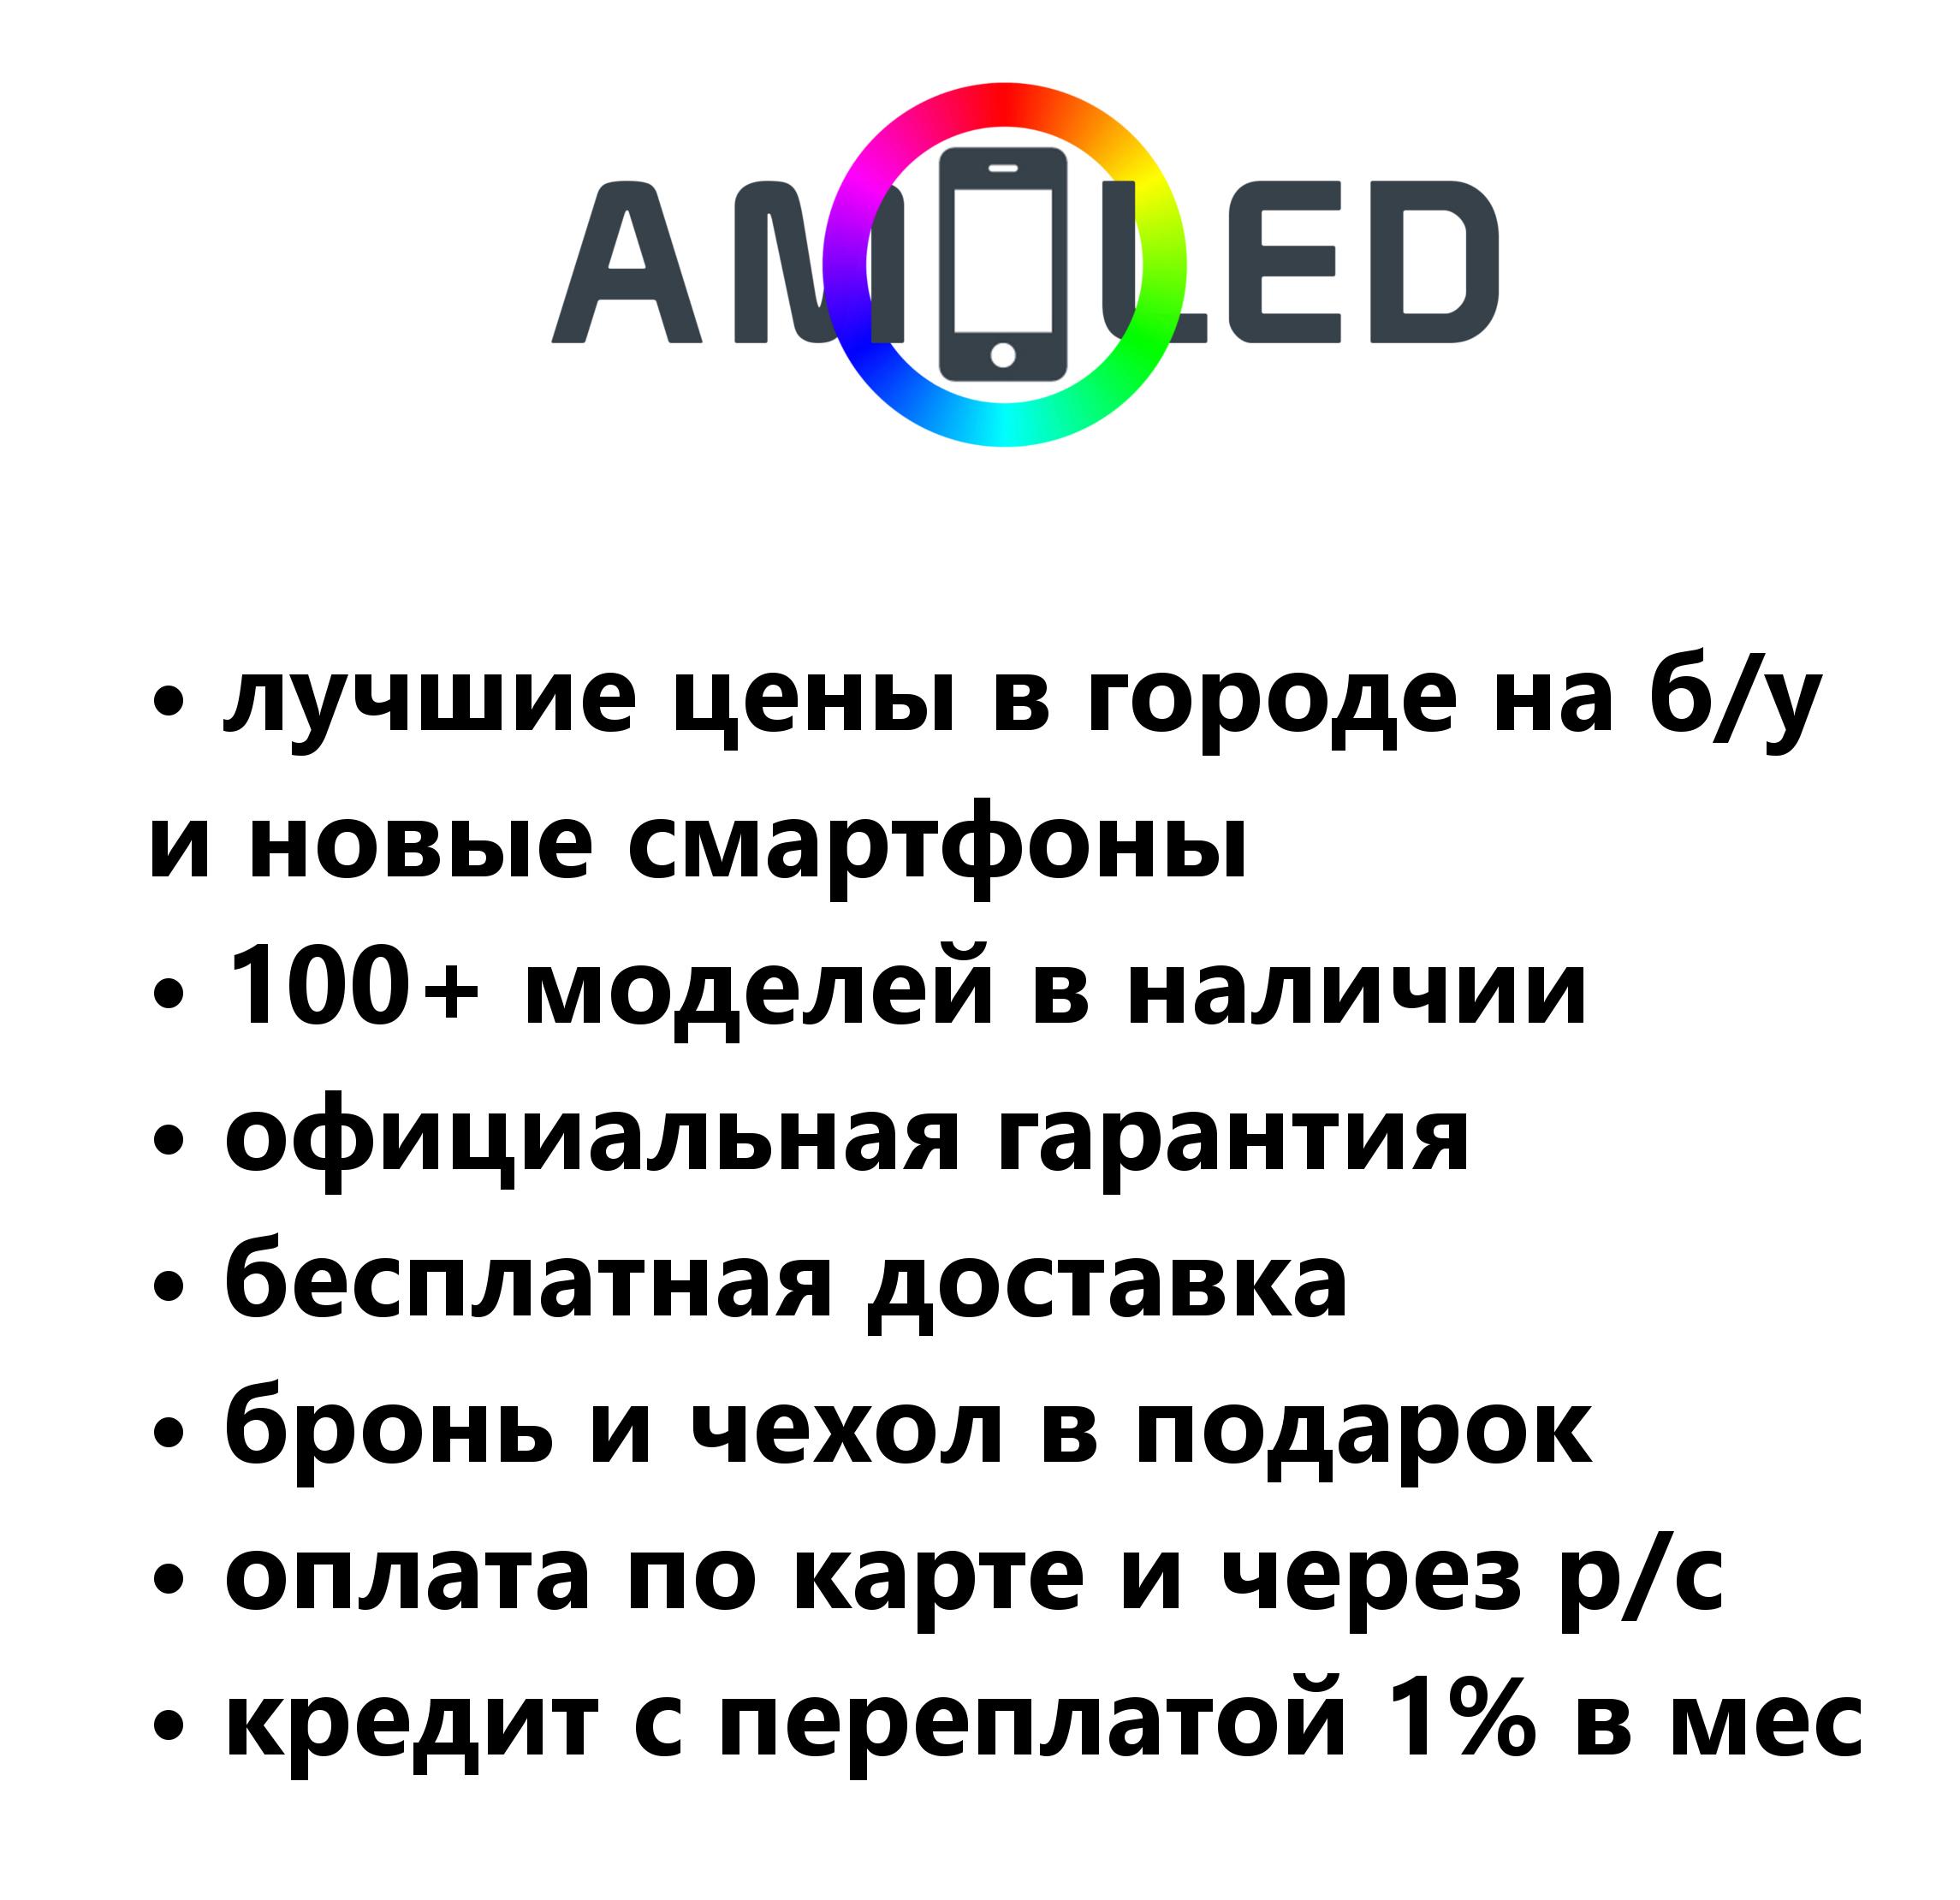 AMOLED
• лучшие цены в городе на б/у
и новые смартфоны
• 100+ моделей в наличии
• официальная гарантия
• бесплатная доставка
• бронь и чехол в подарок
• оплата по карте и через р/с
• кредит с переплатой 1% в мес